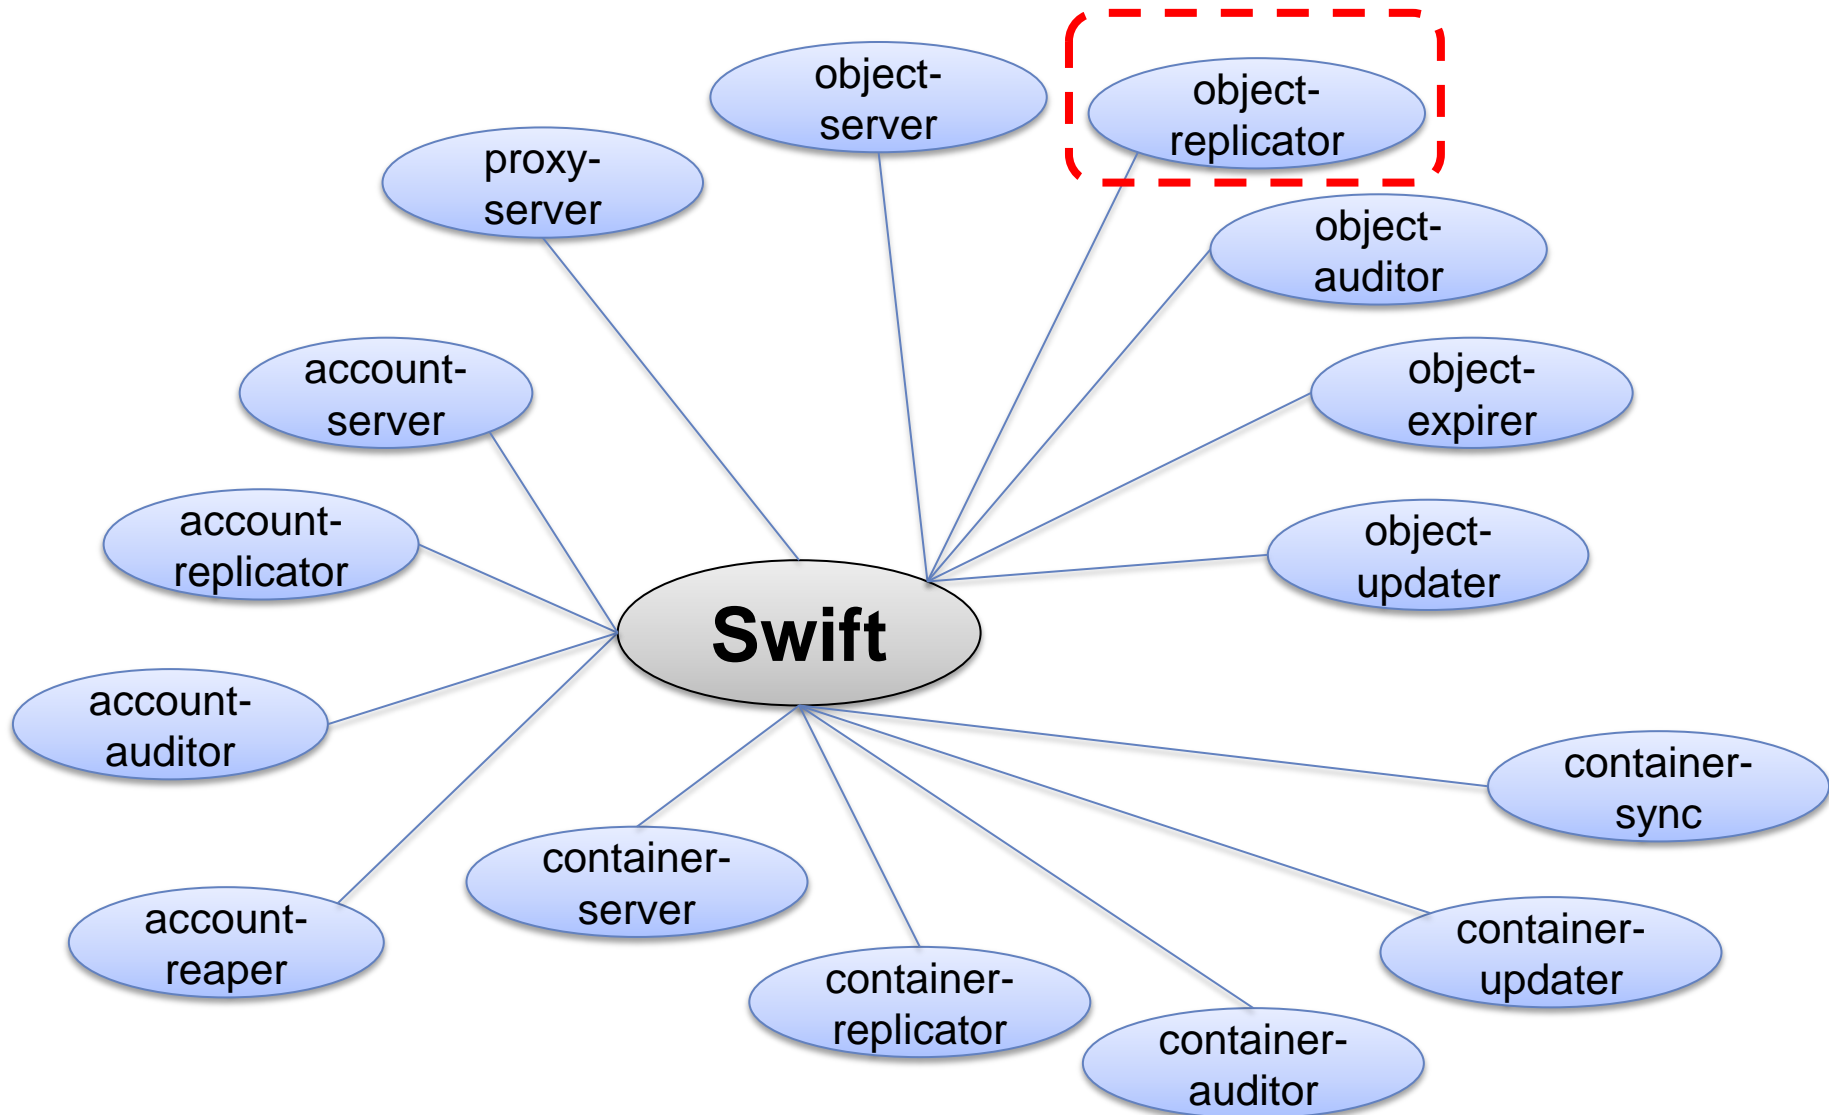 object-
server
object-
replicator
proxy-
server
object-
auditor
account-
server
object-
expirer
account-
replicator
object-
updater
Swift
account-
auditor
container-
sync
container-
server
account-
reaper
container-
updater
container-
replicator
container-
auditor